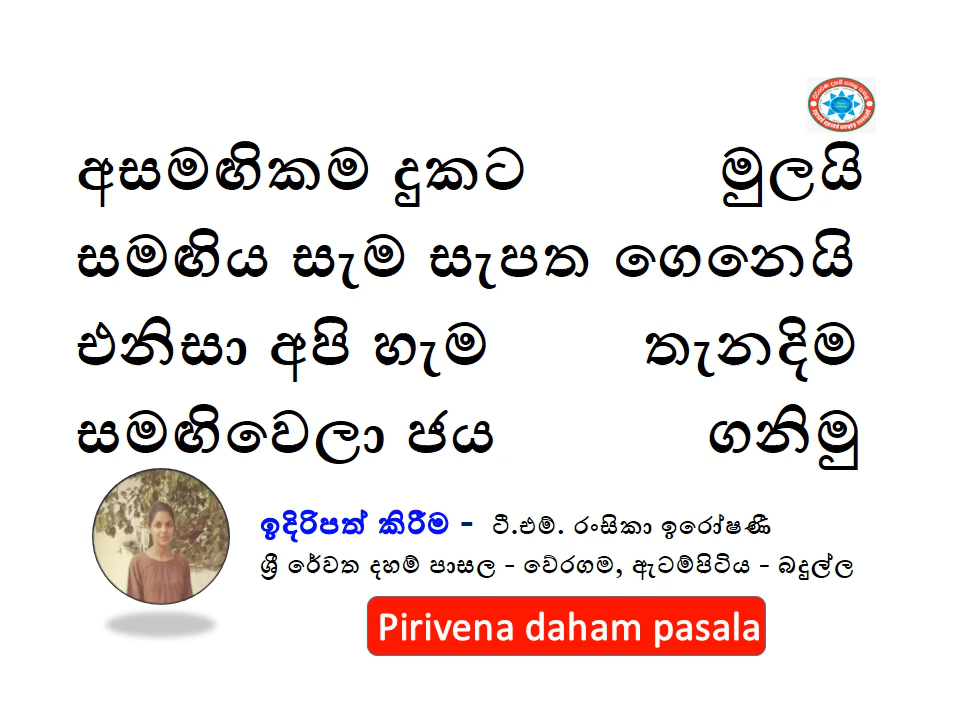 අසමඟිකම දුකට මුලයි
සමඟිය සැම සැපත ගෙනෙයි
එනිසා අපි හැම තැනදිම
සමඟිවෙලා ජය ගනිමු
ඉදිරිපත් කිරීම - ටී.එම්. රංසිකා ඉරෝෂණී
ශ්‍රී රේවත දහම් පාසල - වේරගම, ඇටම්පිටිය - බදුල්ල
Pirivena daham pasala